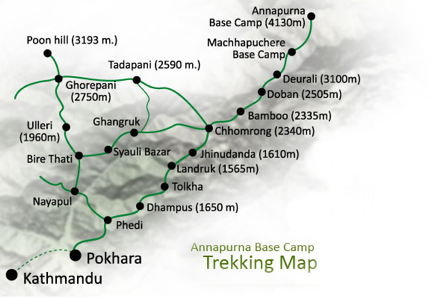 Annapurna
Base Camp (4130m)
Poon hill (3193 m.)
Machhapuchere
Base Camp
Tadapani (2590 m.)
Deurali (3100m)
Ghorepani
(2750m)
Doban (2505m)
Bamboo (2335m)
Ulleri
(1960m)
Ghangruk
Chhomrong (2340m)
Bire Thati
Syauli Bazar
Jhinudanda (1610m)
Landruk (1565m)
Tolkha
Nayapul
Dhampus (1650 m)
Phedi
Annapurna Base Camp
Trekking Map
Pokhara
Kathmandu